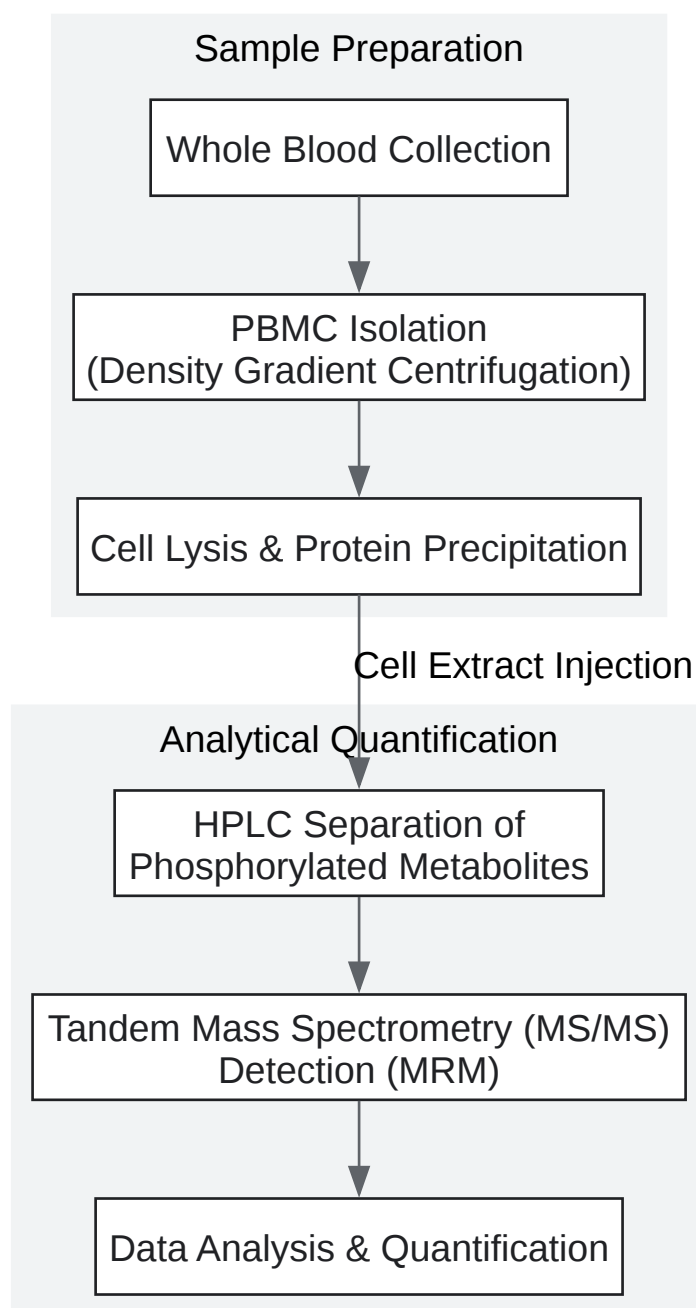 Sample Preparation
Whole Blood Collection
PBMC Isolation
(Density Gradient Centrifugation)
Cell Lysis & Protein Precipitation
Cell Extract Injection
Analytical Quantification
HPLC Separation of
Phosphorylated Metabolites
Tandem Mass Spectrometry (MS/MS)
Detection (MRM)
Data Analysis & Quantification